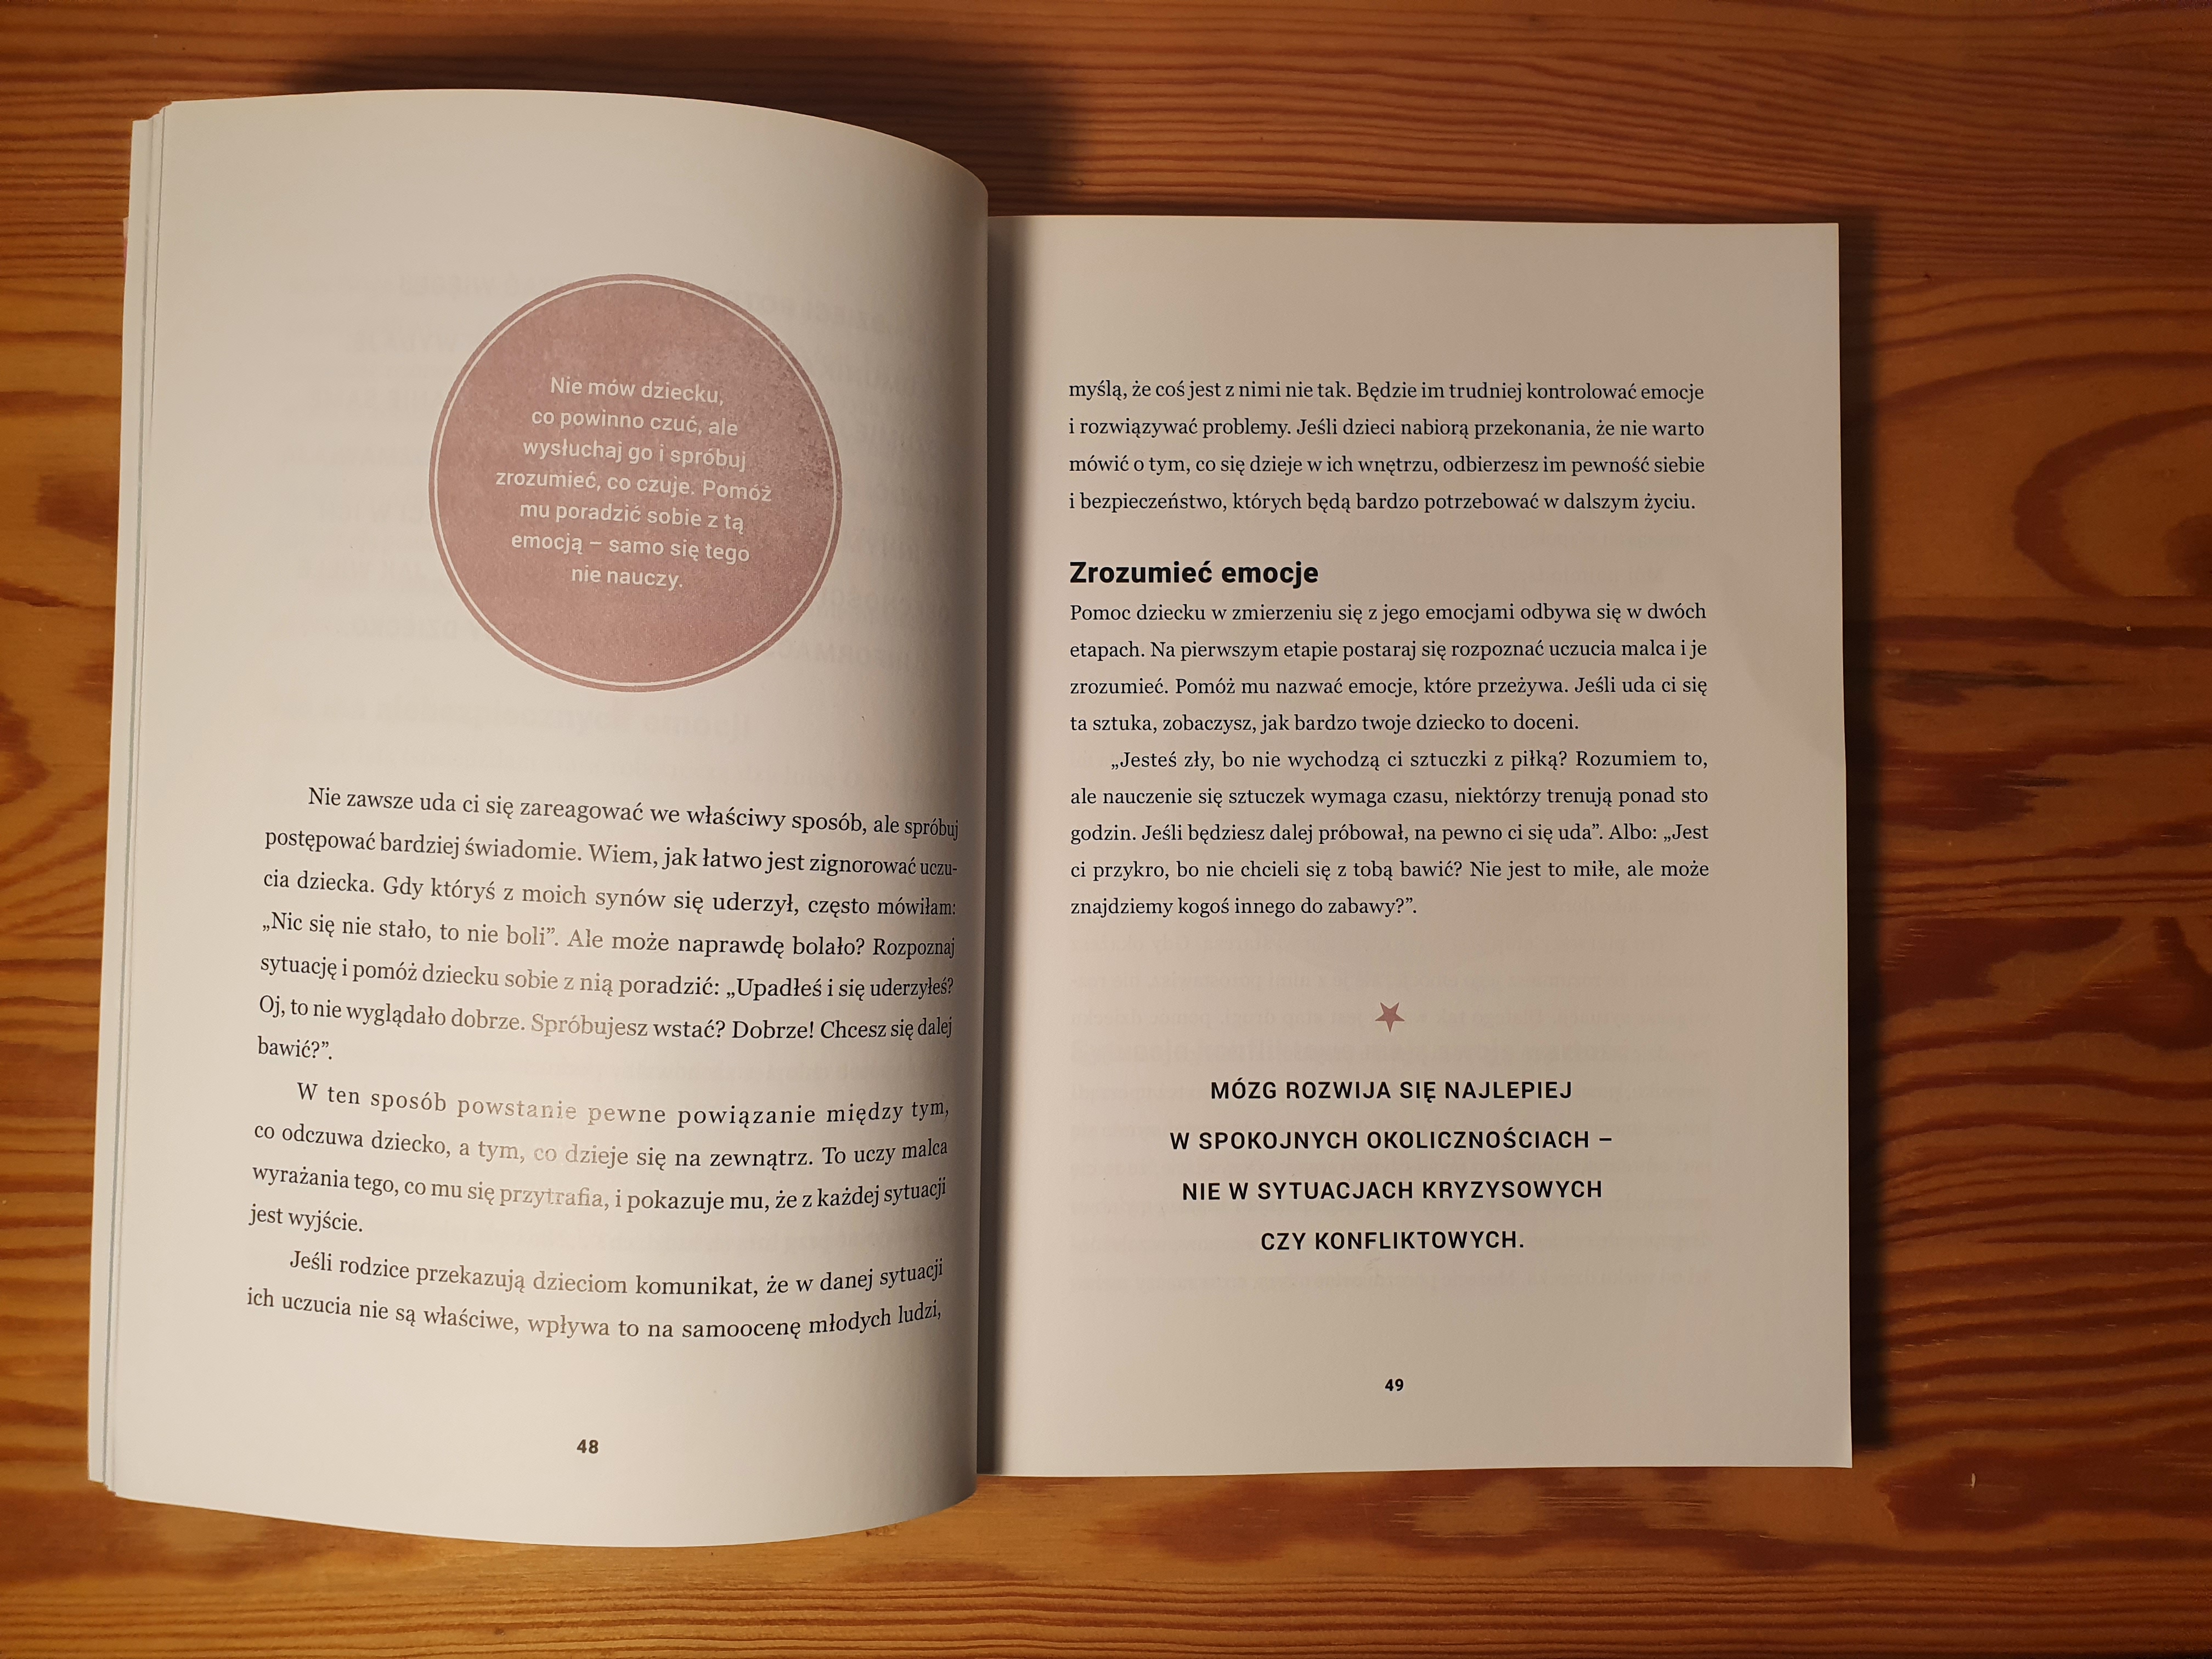 Nie mów dziecku,
co powinno czuć, ale
wysłuchaj go i spróbuj
zrozumieć, co czuje. Pomóż
mu poradzić sobie z tą
emocją – samo się tego
nie nauczy.
Nie zawsze uda ci się zareagować we właściwy sposób, ale spróbuj
postępować bardziej świadomie. Wiem, jak łatwo jest zignorować uczu-
cia dziecka. Gdy któryś z moich synów się uderzył, często mówiłam:
„Nic się nie stało, to nie boli”. Ale może naprawdę bolało? Rozpoznaj
sytuację i pomóż dziecku sobie z nią poradzić: „Upadłeś i się uderzyłeś?
Oj, to nie wyglądało dobrze. Spróbujesz wstać? Dobrze! Chcesz się dalej
bawić?”.
W ten sposób powstanie pewne powiązanie między tym,
co odczuwa dziecko, a tym, co dzieje się na zewnątrz. To uczy malca
wyrażania tego, co mu się przytrafia, i pokazuje mu, że z każdej sytuacji
jest wyjście.
Jeśli rodzice przekazują dzieciom komunikat, że w danej sytuacji
ich uczucia nie są właściwe, wpływa to na samoocenę młodych ludzi,
48
myślą, że coś jest z nimi nie tak. Będzie im trudniej kontrolować emocje
i rozwiązywać problemy. Jeśli dzieci nabiorą przekonania, że nie warto
mówić o tym, co się dzieje w ich wnętrzu, odbierzesz im pewność siebie
i bezpieczeństwo, których będą bardzo potrzebować w dalszym życiu.
Zrozumieć emocje
Pomoc dziecku w zmierzeniu się z jego emocjami odbywa się w dwóch
etapach. Na pierwszym etapie postaraj się rozpoznać uczucia malca i je
zrozumieć. Pomóż mu nazwać emocje, które przeżywa. Jeśli uda ci się
ta sztuka, zobaczysz, jak bardzo twoje dziecko to doceni.
„Jesteś zły, bo nie wychodzą ci sztuczki z piłką? Rozumiem to,
ale nauczenie się sztuczek wymaga czasu, niektórzy trenują ponad sto
godzin. Jeśli będziesz dalej próbował, na pewno ci się uda”. Albo: „Jest
ci przykro, bo nie chcieli się z tobą bawić? Nie jest to miłe, ale może
znajdziemy kogoś innego do zabawy?”.
MÓZG ROZWIJA SIĘ NAJLEPIEJ
W SPOKOJNYCH OKOLICZNOŚCIACH –
NIE W SYTUACJACH KRYZYSOWYCH
CZY KONFLIKTOWYCH.
49